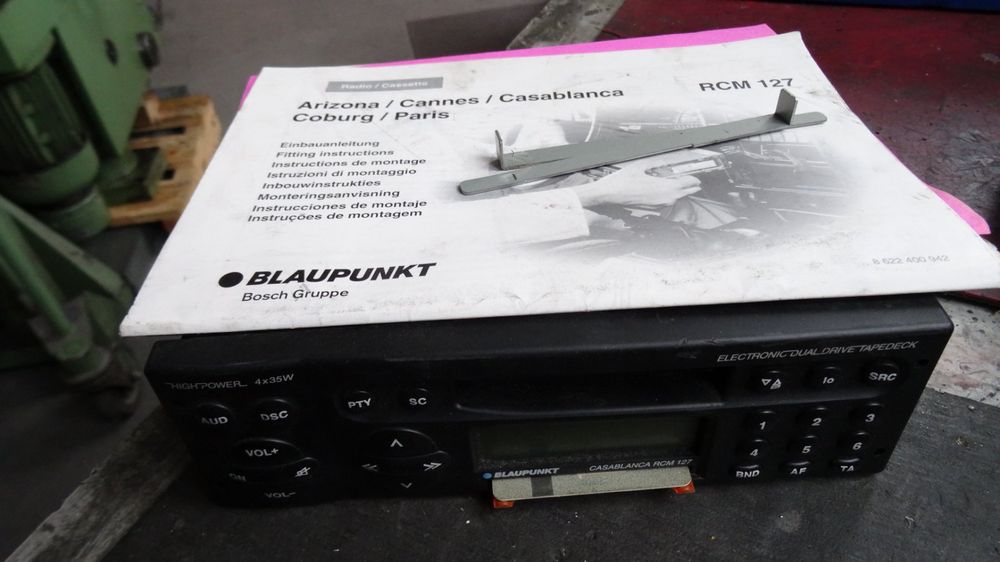 Radio / Cassette
Arizona / Cannes / Casablanca
Coburg / Paris
RCM 127
Einbauanleitung
Fitting instructions
Instructions de montage
Istruzioni di montaggio
Inbouwinstrukties
Monteringsanvisning
Instrucciones de montaje
Instruções de montagem
BLAUPUNKT
Bosch Gruppe
8 622 400 942
ELECTRONIC DUAL DRIVE TAPEDECK
HIGH POWER 4x35W
AUD DSC PTY SC
lo SRC
VOL+
ON
VOL-
1 2 3
4 5 6
BND AF TA
BLAUPUNKT CASABLANCA RCM 127